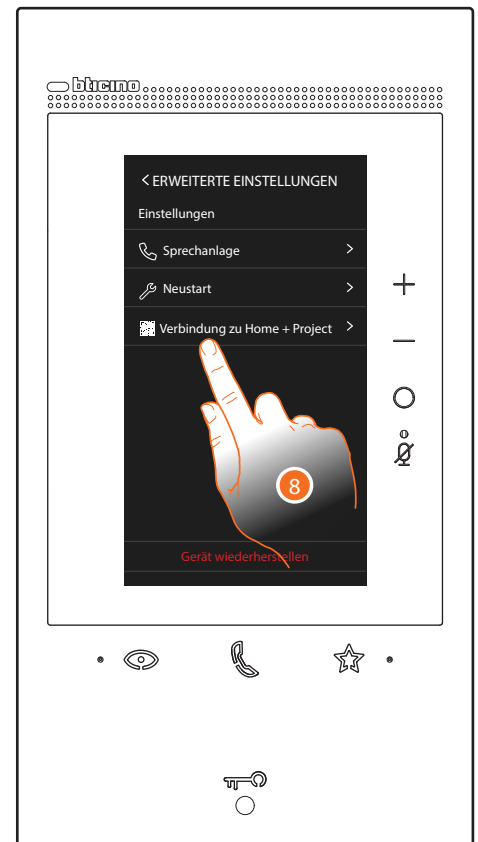 bticino
< ERWEITERTE EINSTELLUNGEN
Einstellungen
Sprechanlage >
Neustart >
Verbindung zu Home + Project >
8
Gerät wiederherstellen